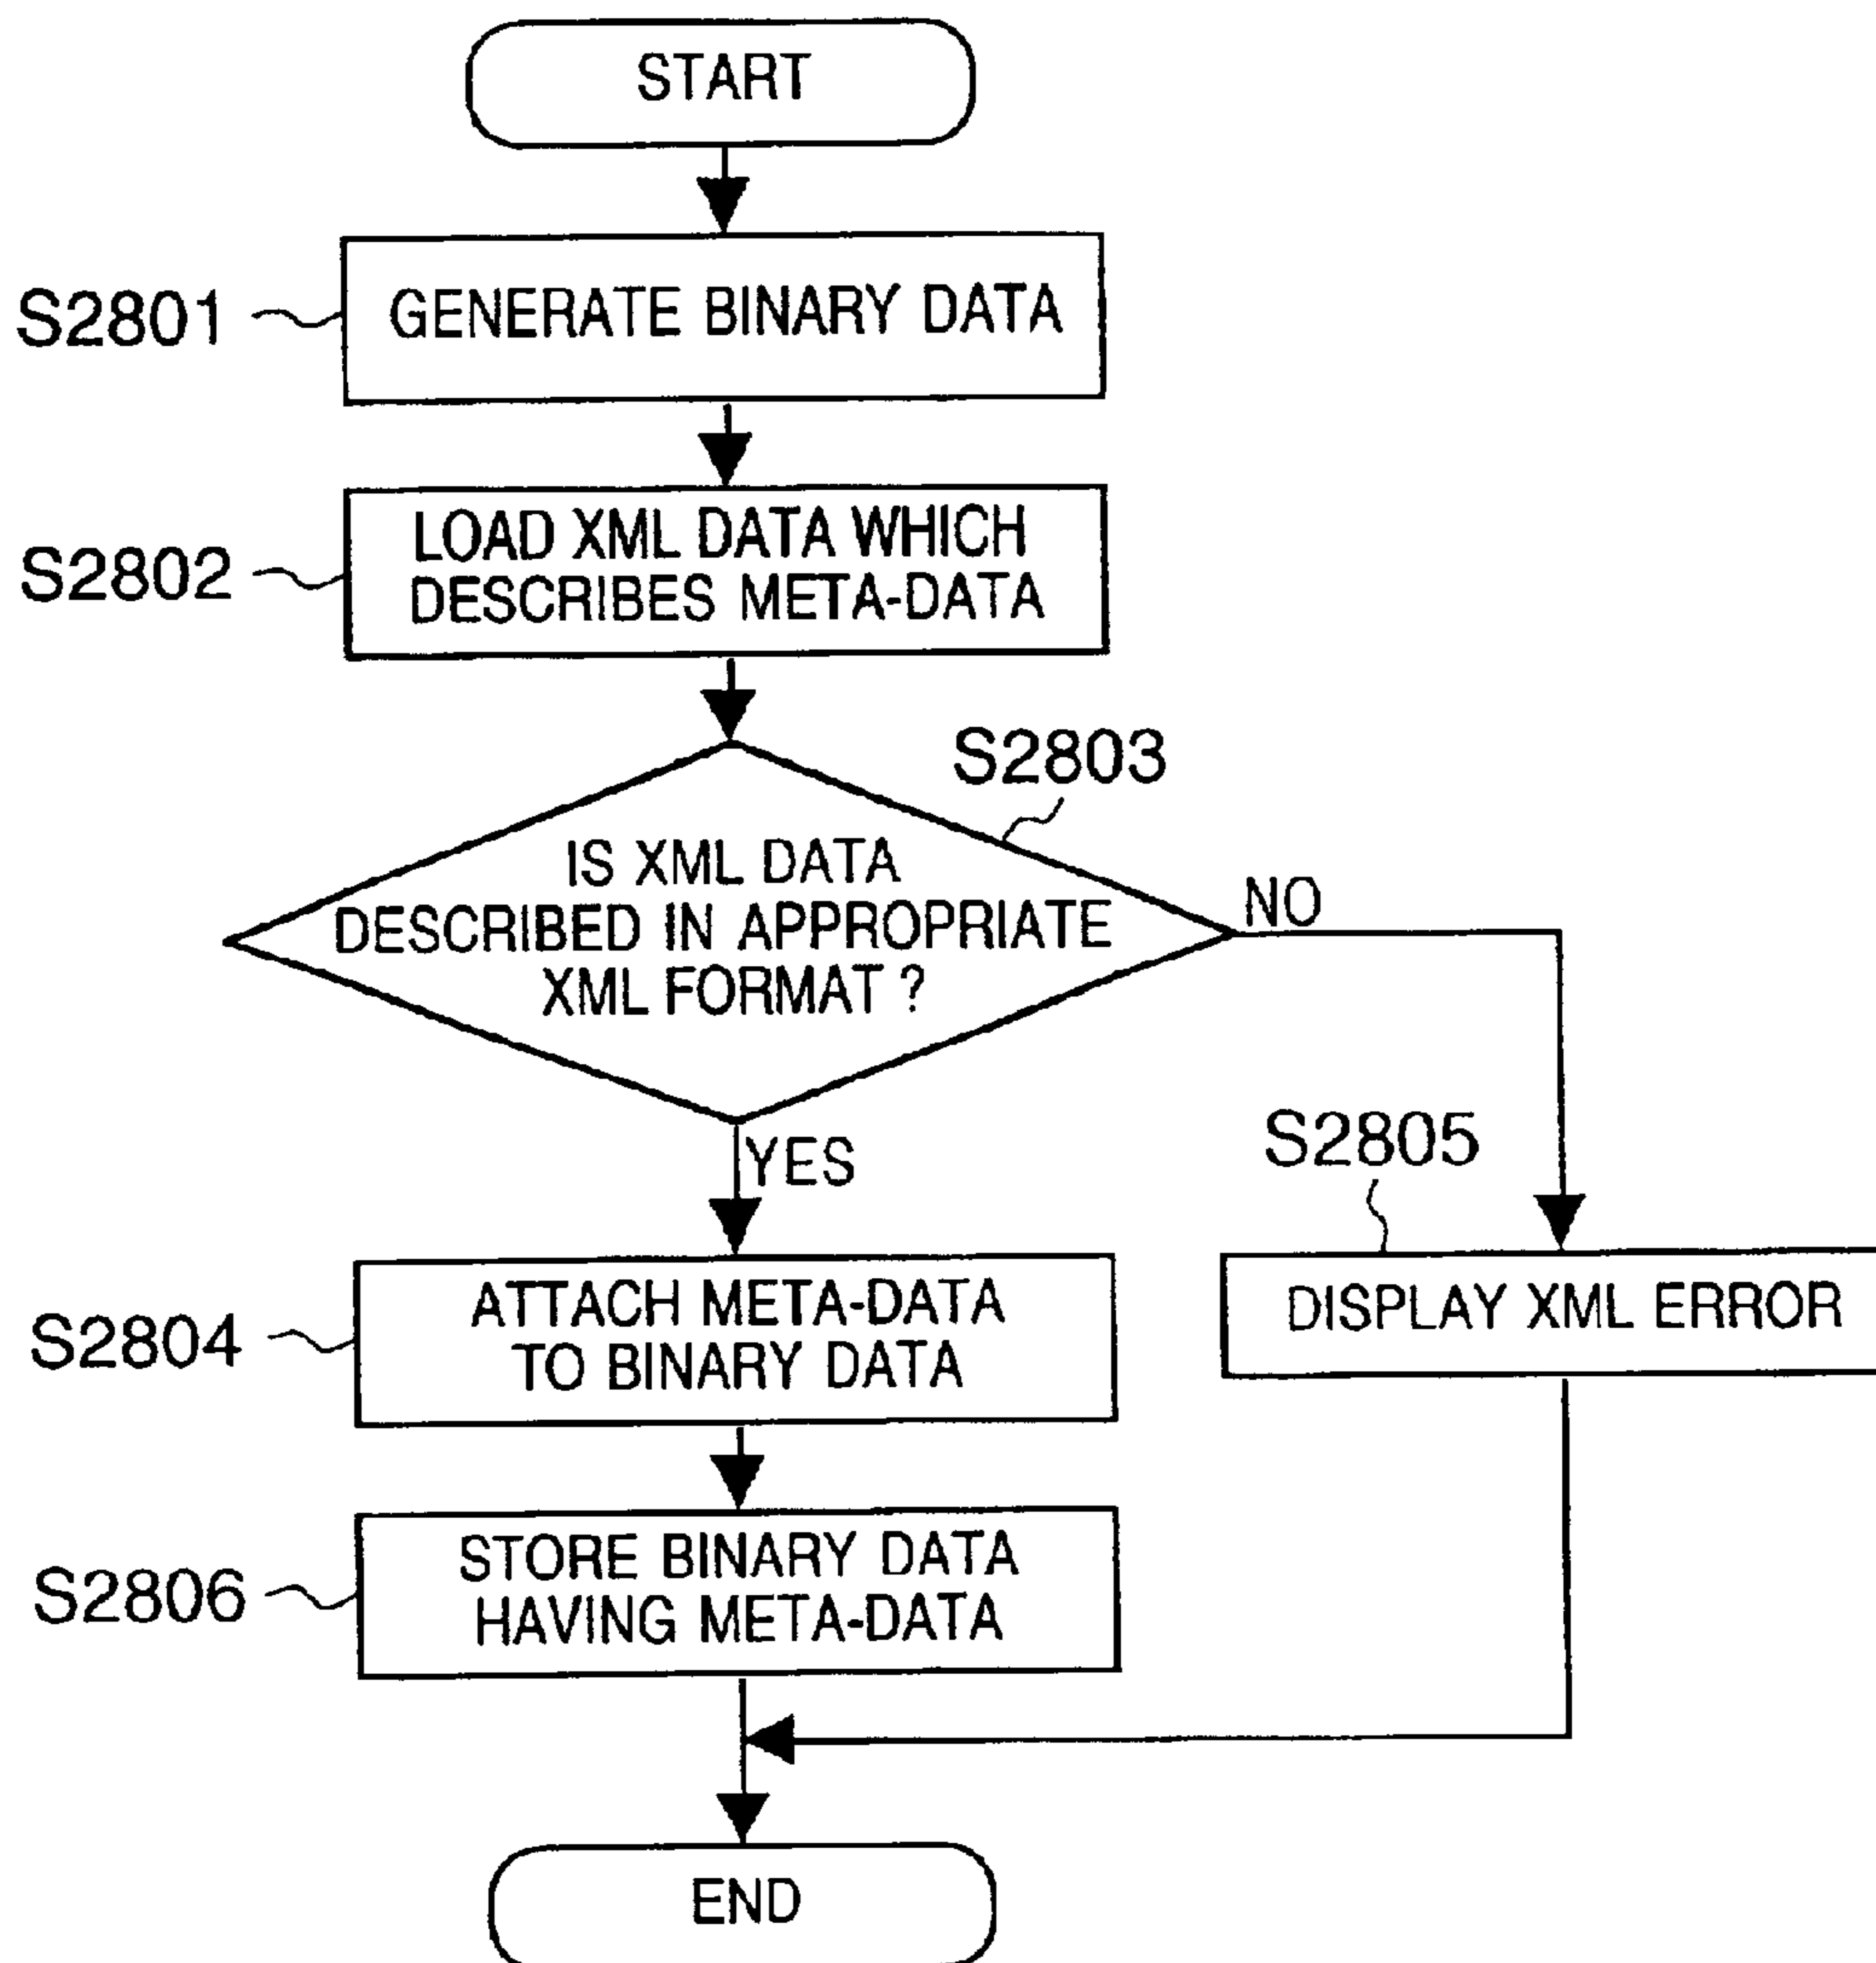 START
S2801
GENERATE BINARY DATA
S2802
LOAD XML DATA WHICH
DESCRIBES META-DATA
S2803
IS XML DATA
DESCRIBED IN APPROPRIATE
XML FORMAT ?
NO
YES
S2805
S2804
ATTACH META-DATA
TO BINARY DATA
DISPLAY XML ERROR
S2806
STORE BINARY DATA
HAVING META-DATA
END